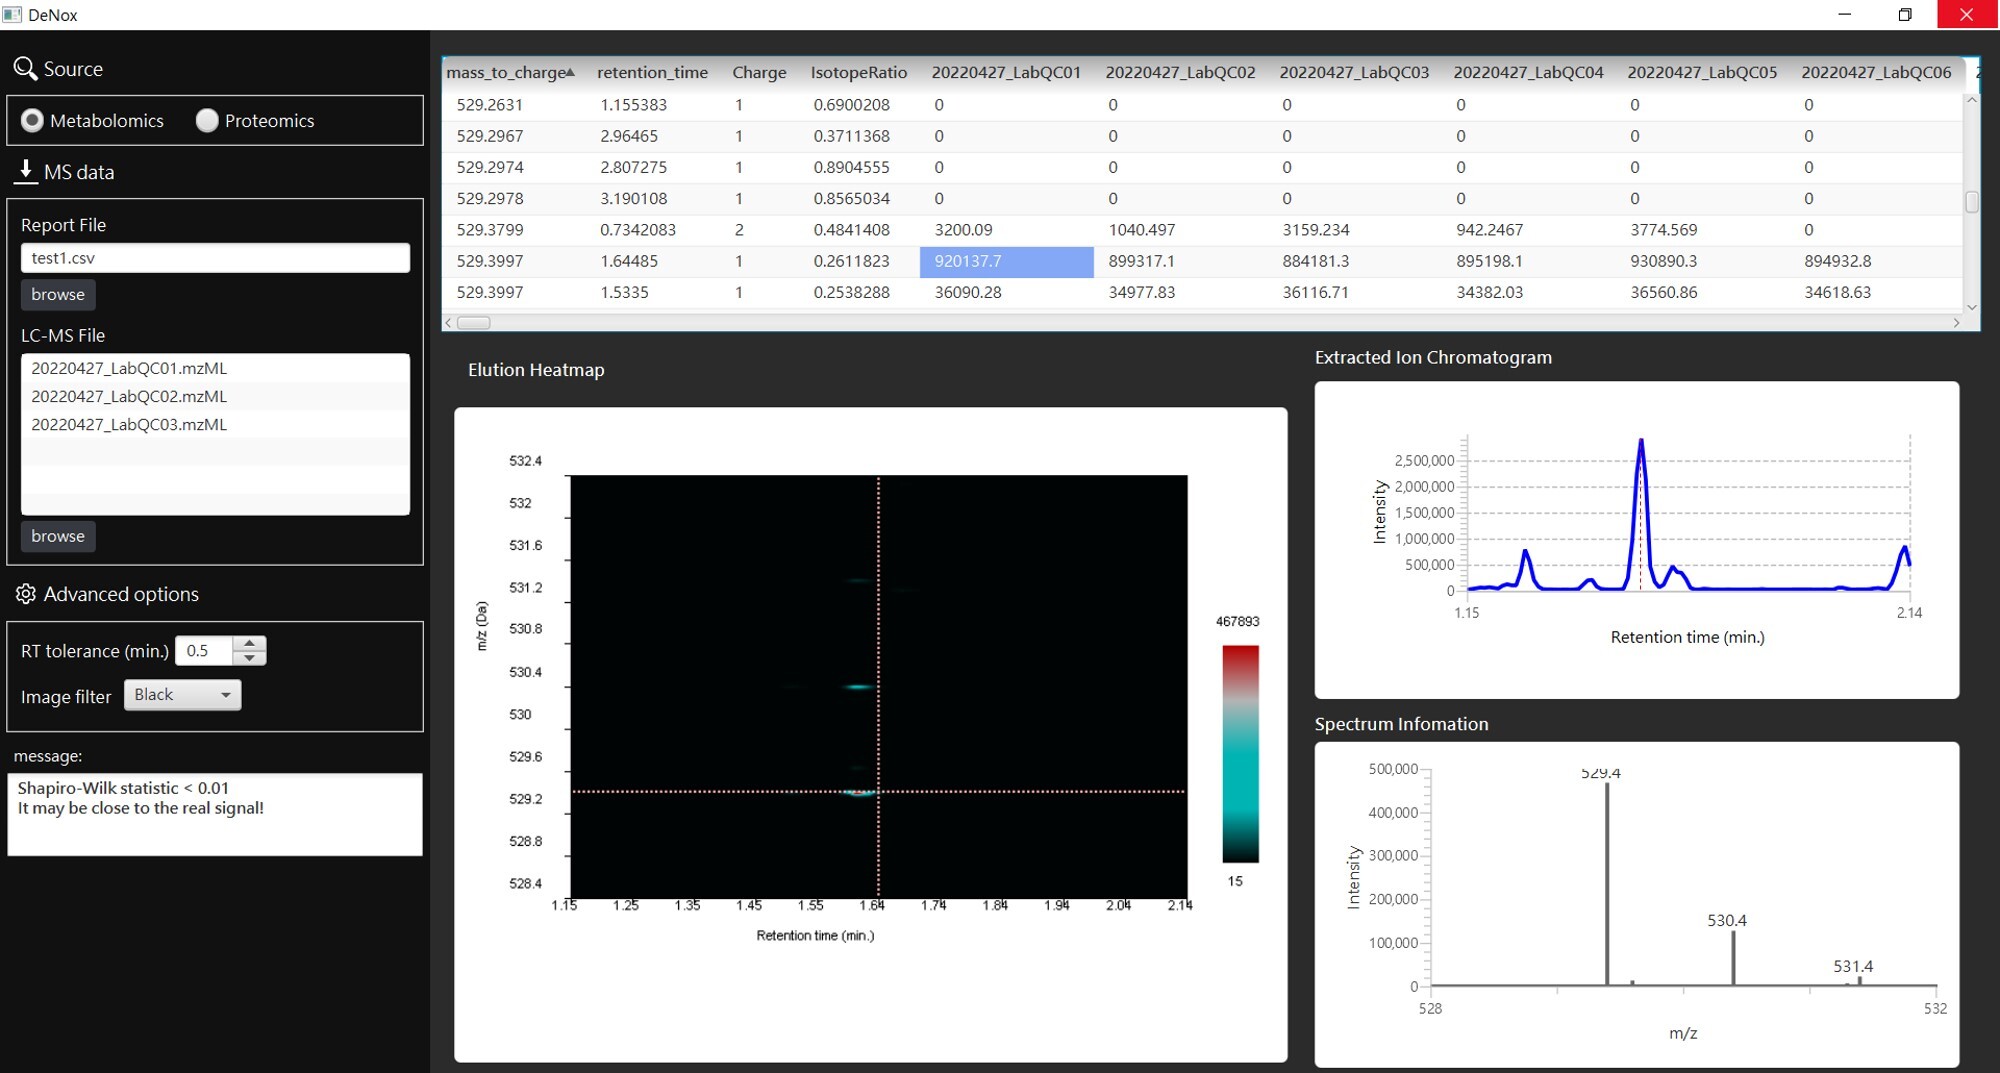 DeNox
Source
Metabolomics Proteomics
MS data
Report File
test1.csv
browse
LC-MS File
20220427_LabQC01.mzML
20220427_LabQC02.mzML
20220427_LabQC03.mzML
browse
Advanced options
RT tolerance (min.) 0.5
Image filter Black
message:
Shapiro-Wilk statistic < 0.01
It may be close to the real signal!
mass_to_charge retention_time Charge IsotopeRatio 20220427_LabQC01 20220427_LabQC02 20220427_LabQC03 20220427_LabQC04 20220427_LabQC05 20220427_LabQC06
529.2631 1.155383 1 0.6900208 0 0 0 0 0 0
529.2967 2.96465 1 0.3711368 0 0 0 0 0 0
529.2974 2.807275 1 0.8904555 0 0 0 0 0 0
529.2978 3.190108 1 0.8565034 0 0 0 0 0 0
529.3799 0.7342083 2 0.4841408 3200.09 1040.497 3159.234 942.2467 3774.569 0
529.3997 1.64485 1 0.2611823 920137.7 899317.1 884181.3 895198.1 930890.3 894932.8
529.3997 1.5335 1 0.2538288 36090.28 34977.83 36116.71 34382.03 36560.86 34618.63
Elution Heatmap
532.4
532
531.6
531.2
530.8
530.4
530
529.6
529.2
528.8
528.4
m/z (Da)
1.15 1.25 1.35 1.45 1.55 1.64 1.74 1.84 1.94 2.04 2.14
Retention time (min.)
467893
15
Extracted Ion Chromatogram
2,500,000
2,000,000
1,500,000
1,000,000
500,000
0
Intensity
1.15 2.14
Retention time (min.)
Spectrum Infomation
500,000
400,000
300,000
200,000
100,000
0
Intensity
529.4
530.4
531.4
528 532
m/z